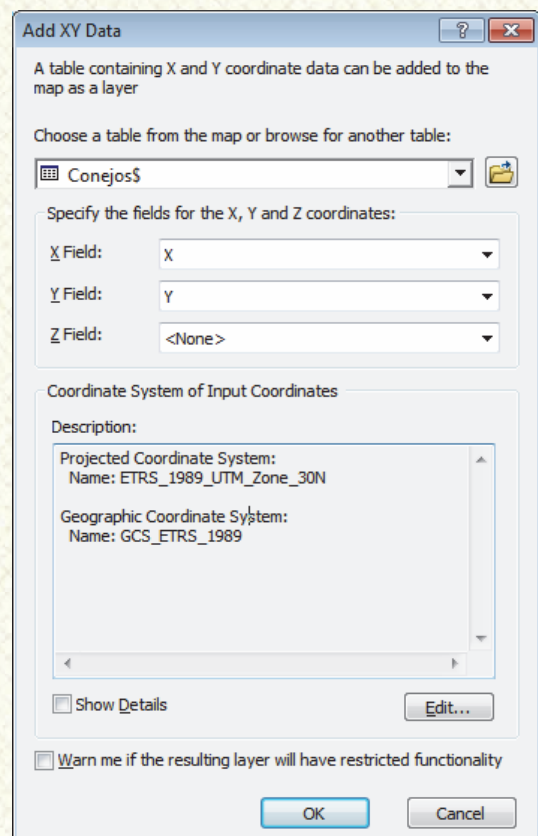 Add XY Data
A table containing X and Y coordinate data can be added to the
map as a layer
Choose a table from the map or browse for another table:
Conejos$
Specify the fields for the X, Y and Z coordinates:
X Field:
X
Y Field:
Y
Z Field:
<None>
Coordinate System of Input Coordinates
Description:
Projected Coordinate System:
Name: ETRS_1989_UTM_Zone_30N
Geographic Coordinate System:
Name: GCS_ETRS_1989
Show Details
Edit...
Warn me if the resulting layer will have restricted functionality
OK
Cancel